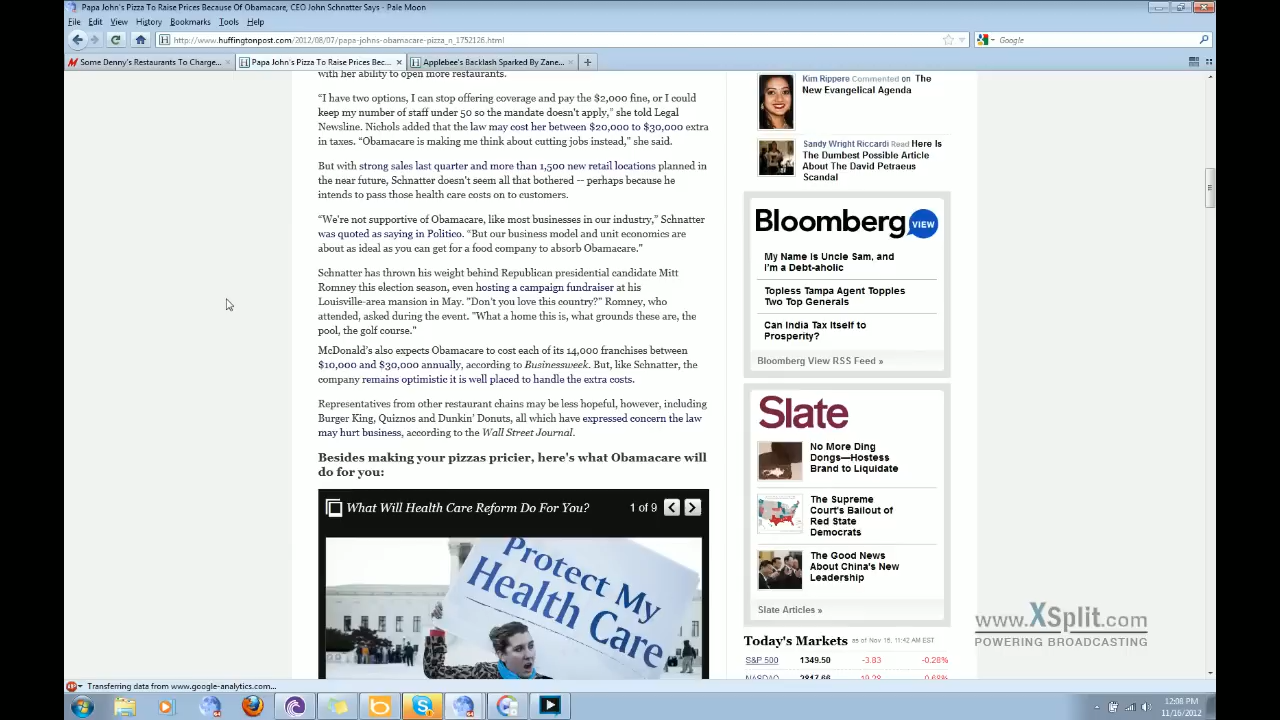 Papa John's Pizza To Raise Prices Because Of Obamacare, CEO John Schnatter Says - Pale Moon
File Edit View History Bookmarks Tools Help
http://www.huffingtonpost.com/2012/08/07/papa-johns-obamacare-pizza_n_1752126.html
Google
Some Denny's Restaurants To Charge...
Papa John's Pizza To Raise Prices Bec...
Applebee's Backlash Sparked By Zane...
with her ability to open more restaurants.
“I have two options, I can stop offering coverage and pay the $2,000 fine, or I could
keep my number of staff under 50 so the mandate doesn't apply,” she told Legal
Newsline. Nichols added that the law may cost her between $20,000 to $30,000 extra
in taxes. “Obamacare is making me think about cutting jobs instead,” she said.
But with strong sales last quarter and more than 1,500 new retail locations planned in
the near future, Schnatter doesn't seem all that bothered -- perhaps because he
intends to pass those health care costs on to customers.
“We're not supportive of Obamacare, like most businesses in our industry,” Schnatter
was quoted as saying in Politico. “But our business model and unit economics are
about as ideal as you can get for a food company to absorb Obamacare.”
Schnatter has thrown his weight behind Republican presidential candidate Mitt
Romney this election season, even hosting a campaign fundraiser at his
Louisville-area mansion in May. "Don't you love this country?" Romney, who
attended, asked during the event. "What a home this is, what grounds these are, the
pool, the golf course."
McDonald's also expects Obamacare to cost each of its 14,000 franchises between
$10,000 and $30,000 annually, according to Businessweek. But, like Schnatter, the
company remains optimistic it is well placed to handle the extra costs.
Representatives from other restaurant chains may be less hopeful, however, including
Burger King, Quiznos and Dunkin' Donuts, all which have expressed concern the law
may hurt business, according to the Wall Street Journal.
Besides making your pizzas pricier, here's what Obamacare will
do for you:
What Will Health Care Reform Do For You? 1 of 9
Protect My
Health Care
Kim Rippere Commented on The
New Evangelical Agenda
Sandy Wright Riccardi Read Here Is
The Dumbest Possible Article
About The David Petraeus
Scandal
Bloomberg VIEW
My Name Is Uncle Sam, and
I'm a Debt-aholic
Topless Tampa Agent Topples
Two Top Generals
Can India Tax Itself to
Prosperity?
Bloomberg View RSS Feed »
Slate
No More Ding
Dongs—Hostess
Brand to Liquidate
The Supreme
Court's Bailout of
Red State
Democrats
The Good News
About China's New
Leadership
Slate Articles »
www.XSplit.com
POWERING BROADCASTING
Today's Markets as of Nov 16, 11:42 AM EST
S&P 500 1349.50 -3.83 -0.28%
Transferring data from www.google-analytics.com...
12:08 PM
11/16/2012